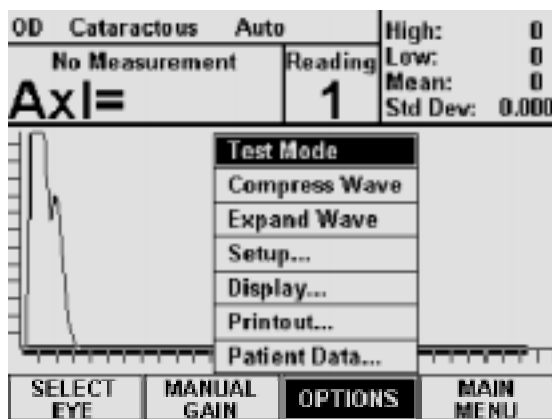 OD Cataractous Auto
No Measurement
Axl=
Reading
1
High: 0
Low: 0
Mean: 0
Std Dev: 0.000
Test Mode
Compress Wave
Expand Wave
Setup...
Display...
Printout...
Patient Data...
SELECT EYE
MANUAL GAIN
OPTIONS
MAIN MENU